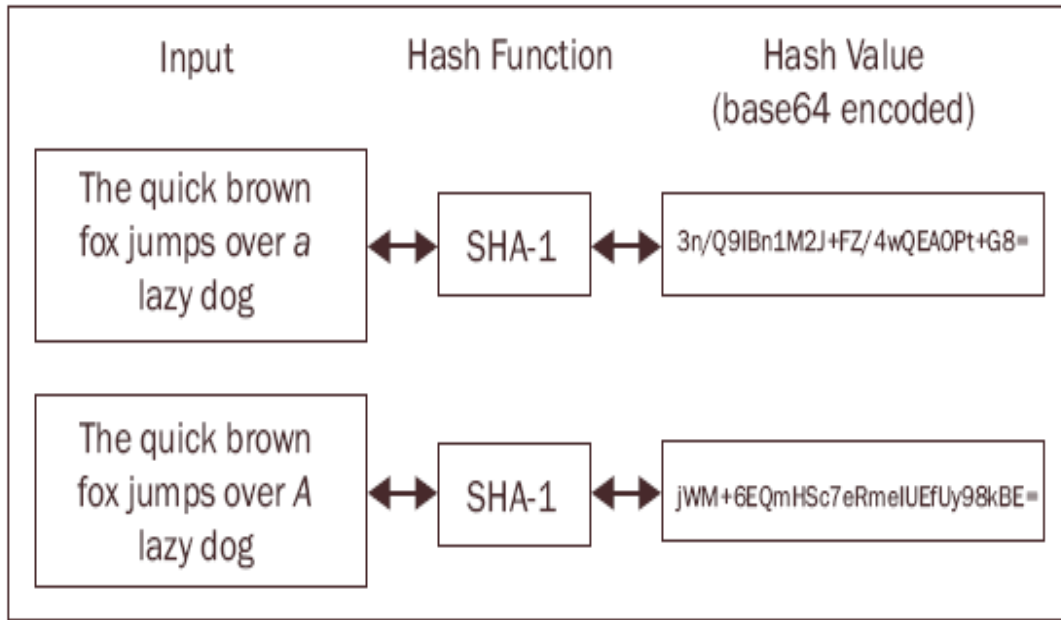 Input
Hash Function
Hash Value
(base64 encoded)
The quick brown
fox jumps over a
lazy dog
SHA-1
3n/Q9IBn1M2J+FZ/4wQEAOPt+G8=
The quick brown
fox jumps over A
lazy dog
SHA-1
jWM+6EQmHSc7eRmeIUEfUy98kBE=